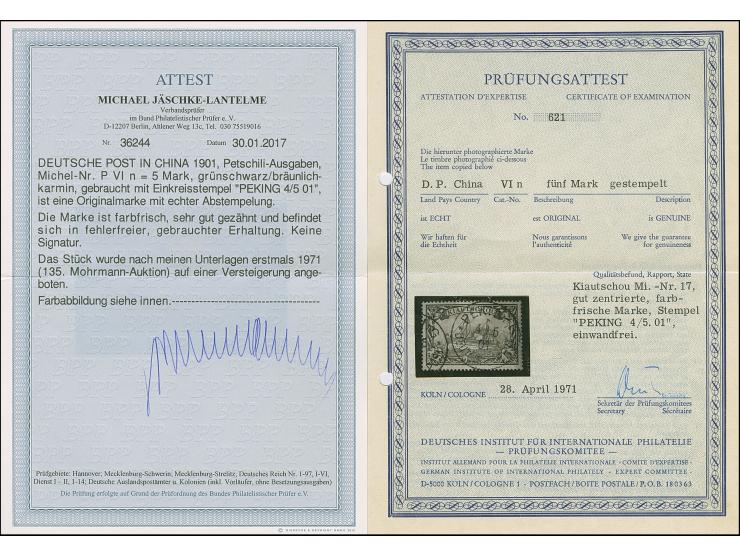 ATTEST
MICHAEL JÄSCHKE-LANTELME
Verbandsprüfer
im Bund Philatelistischer Prüfer e. V.
D-12207 Berlin, Ahlener Weg 13c, Tel. 030 75519016
Nr. 36244 Datum 30.01.2017
DEUTSCHE POST IN CHINA 1901, Petschili-Ausgaben,
Michel-Nr. P VI n = 5 Mark, grünschwarz/bräunlich-
karmin, gebraucht mit Einkreisstempel "PEKING 4/5 01",
ist eine Originalmarke mit echter Abstempelung.
Die Marke ist farbfrisch, sehr gut gezähnt und befindet
sich in fehlerfreier, gebrauchter Erhaltung. Keine
Signatur.
Das Stück wurde nach meinen Unterlagen erstmals 1971
(135. Mohrmann-Auktion) auf einer Versteigerung ange-
boten.
Farbabbildung siehe innen.------------------------------
Prüfgebiete: Hannover; Mecklenburg-Schwerin; Mecklenburg-Strelitz; Deutsches Reich Nr. 1-97, I-VI,
Dienst I – II, 1-14; Deutsche Auslandspostämter u. Kolonien (inkl. Vorläufer, ohne Besetzungsausgaben)
Die Prüfung erfolgte auf Grund der Prüfordnung des Bundes Philatelistischer Prüfer e.V.
PRÜFUNGSATTEST
ATTESTATION D'EXPERTISE CERTIFICATE OF EXAMINATION
No. 621
Die hierunter photographierte Marke
Le timbre photographié ci-dessous
The item copied below
D.P. China VI n fünf Mark gestempelt
Land Pays Country Cat.-No. Beschreibung Description
ist ECHT est ORIGINAL is GENUINE
Wir haften für Nous garantissons We give the guarantee
die Echtheit l'authenticité for genuineness
Qualitätsbefund, Rapport, State
Kiautschou Mi.-Nr. 17,
gut zentrierte, farb-
frische Marke, Stempel
"PEKING 4/5.01",
einwandfrei.
KIAUTSCHOU
KÖLN / COLOGNE 28. April 1971
Sekretär der Prüfungskomitees
Secretary Sécrétaire
DEUTSCHES INSTITUT FÜR INTERNATIONALE PHILATELIE
— PRÜFUNGSKOMITEE —
INSTITUT ALLEMAND POUR LA PHILATELIE INTERNATIONALE · COMITÉ D'EXPERTISE ·
GERMAN INSTITUTE OF INTERNATIONAL PHILATELY · EXPERT COMMITTEE ·
D-5000 KÖLN / COLOGNE 1 · POSTFACH / BOITE POSTALE / P.O.B. 180363